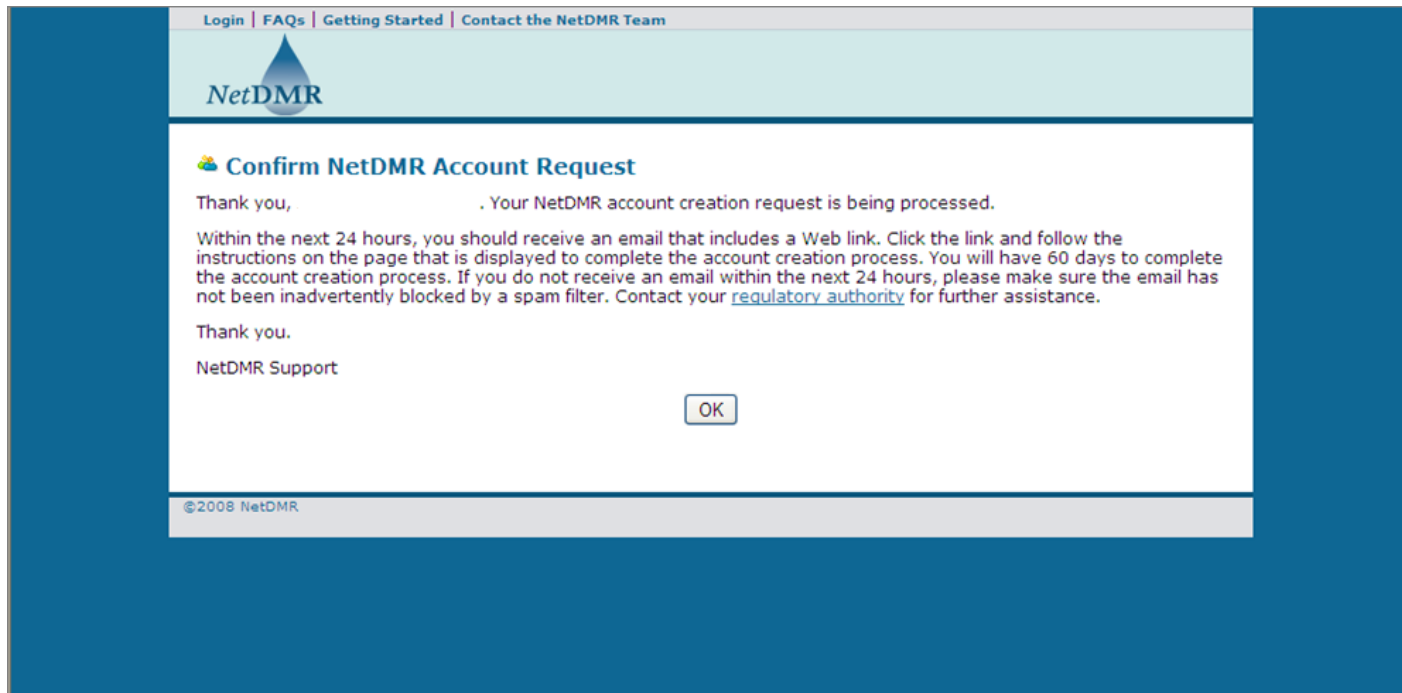 Login | FAQs | Getting Started | Contact the NetDMR Team
NetDMR
Confirm NetDMR Account Request
Thank you, . Your NetDMR account creation request is being processed.
Within the next 24 hours, you should receive an email that includes a Web link. Click the link and follow the
instructions on the page that is displayed to complete the account creation process. You will have 60 days to complete
the account creation process. If you do not receive an email within the next 24 hours, please make sure the email has
not been inadvertently blocked by a spam filter. Contact your regulatory authority for further assistance.
Thank you.
NetDMR Support
OK
©2008 NetDMR